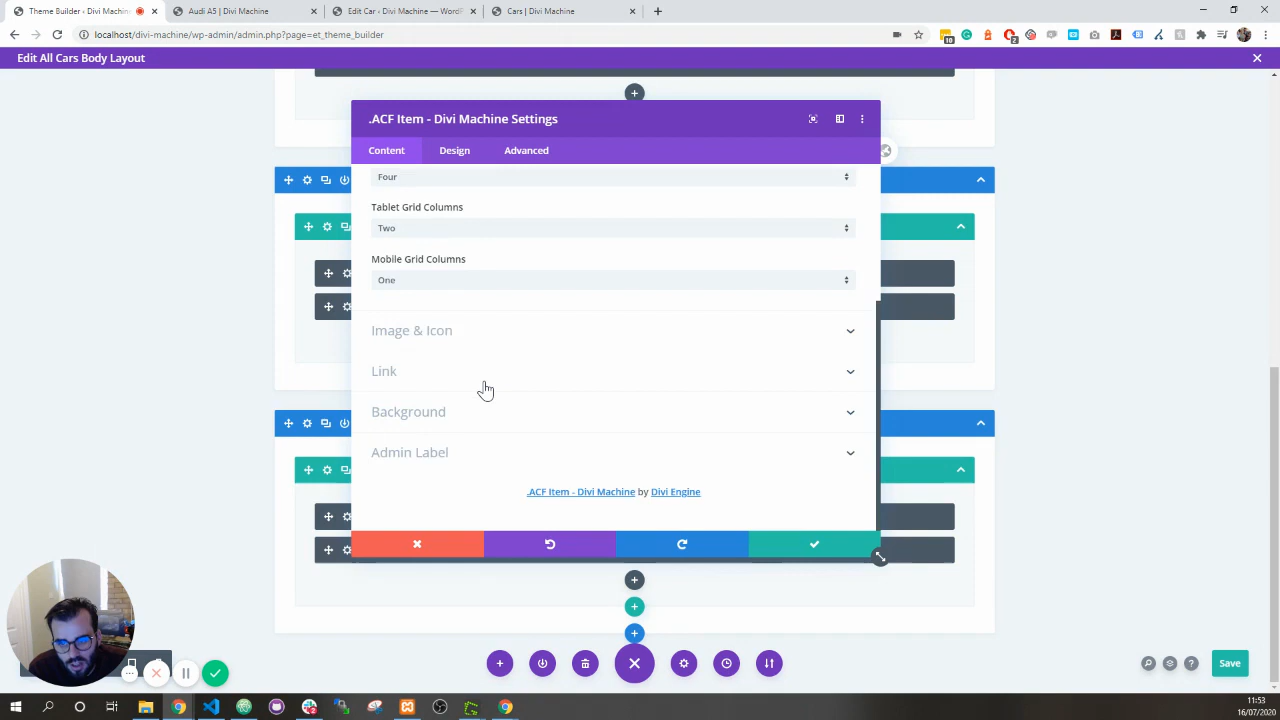 Theme Builder ‹ Divi Machine
Audi A5 | Divi Machine
Edit Car ‹ Divi Machine — WordP
Cars | Divi Machine
localhost/divi-machine/wp-admin/admin.php?page=et_theme_builder
10
2
Edit All Cars Body Layout
.ACF Item - Divi Machine Settings
Content
Design
Advanced
Four
Tablet Grid Columns
Two
Mobile Grid Columns
One
Image & Icon
Link
Background
Admin Label
.ACF Item - Divi Machine by Divi Engine
Save
11:53
16/07/2020